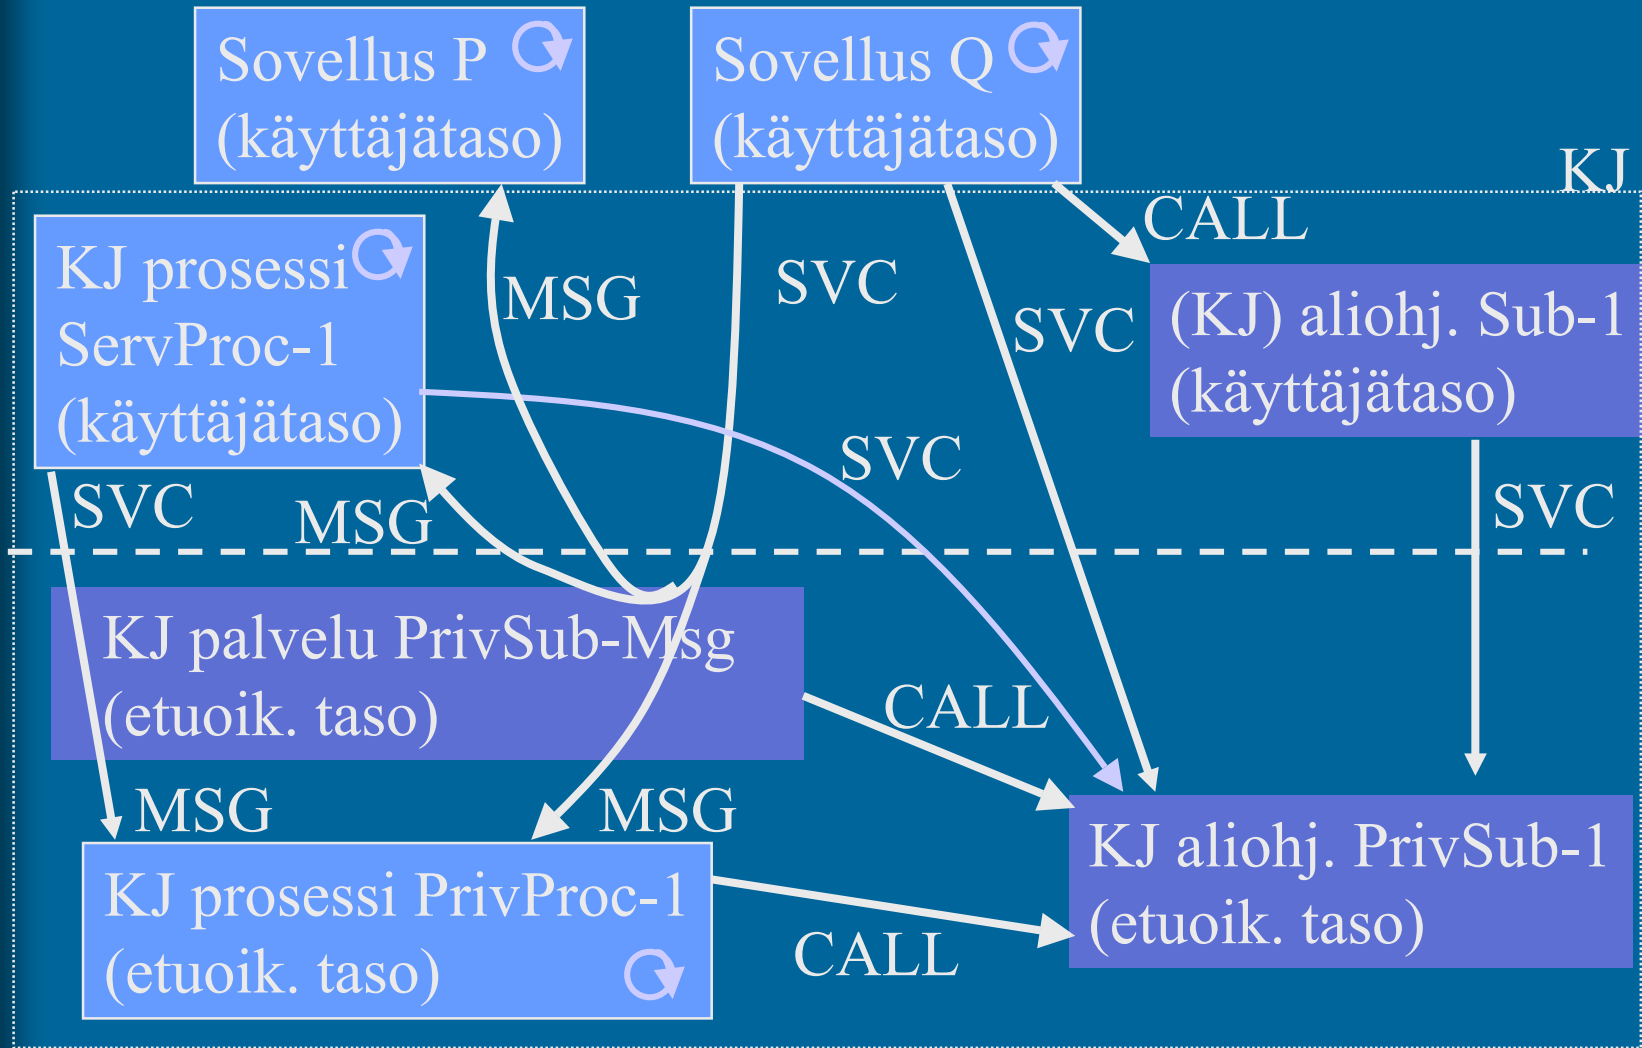 Sovellus P
(käyttäjätaso)
Sovellus Q
(käyttäjätaso)
KJ
CALL
KJ prosessi
ServProc-1
(käyttäjätaso)
MSG
SVC
SVC
(KJ) aliohj. Sub-1
(käyttäjätaso)
SVC
SVC
MSG
SVC
KJ palvelu PrivSub-Msg
(etuoik. taso)
CALL
MSG
MSG
KJ prosessi PrivProc-1
(etuoik. taso)
CALL
KJ aliohj. PrivSub-1
(etuoik. taso)